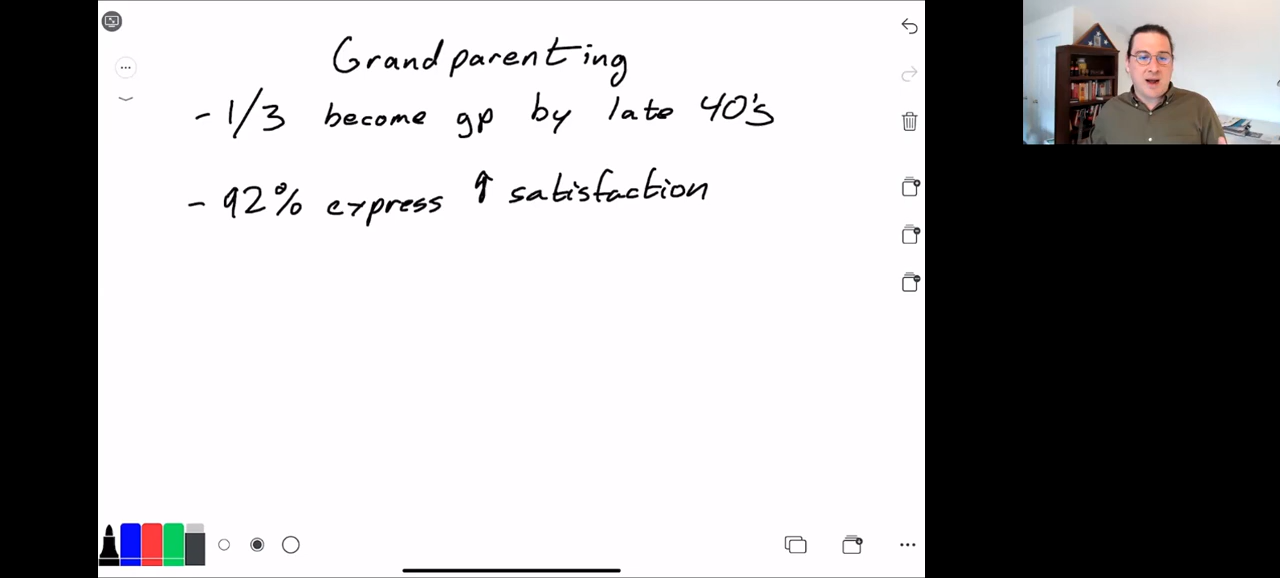 Grandparenting
- 1/3 become gp by late 40's
- 92% express ↑ satisfaction